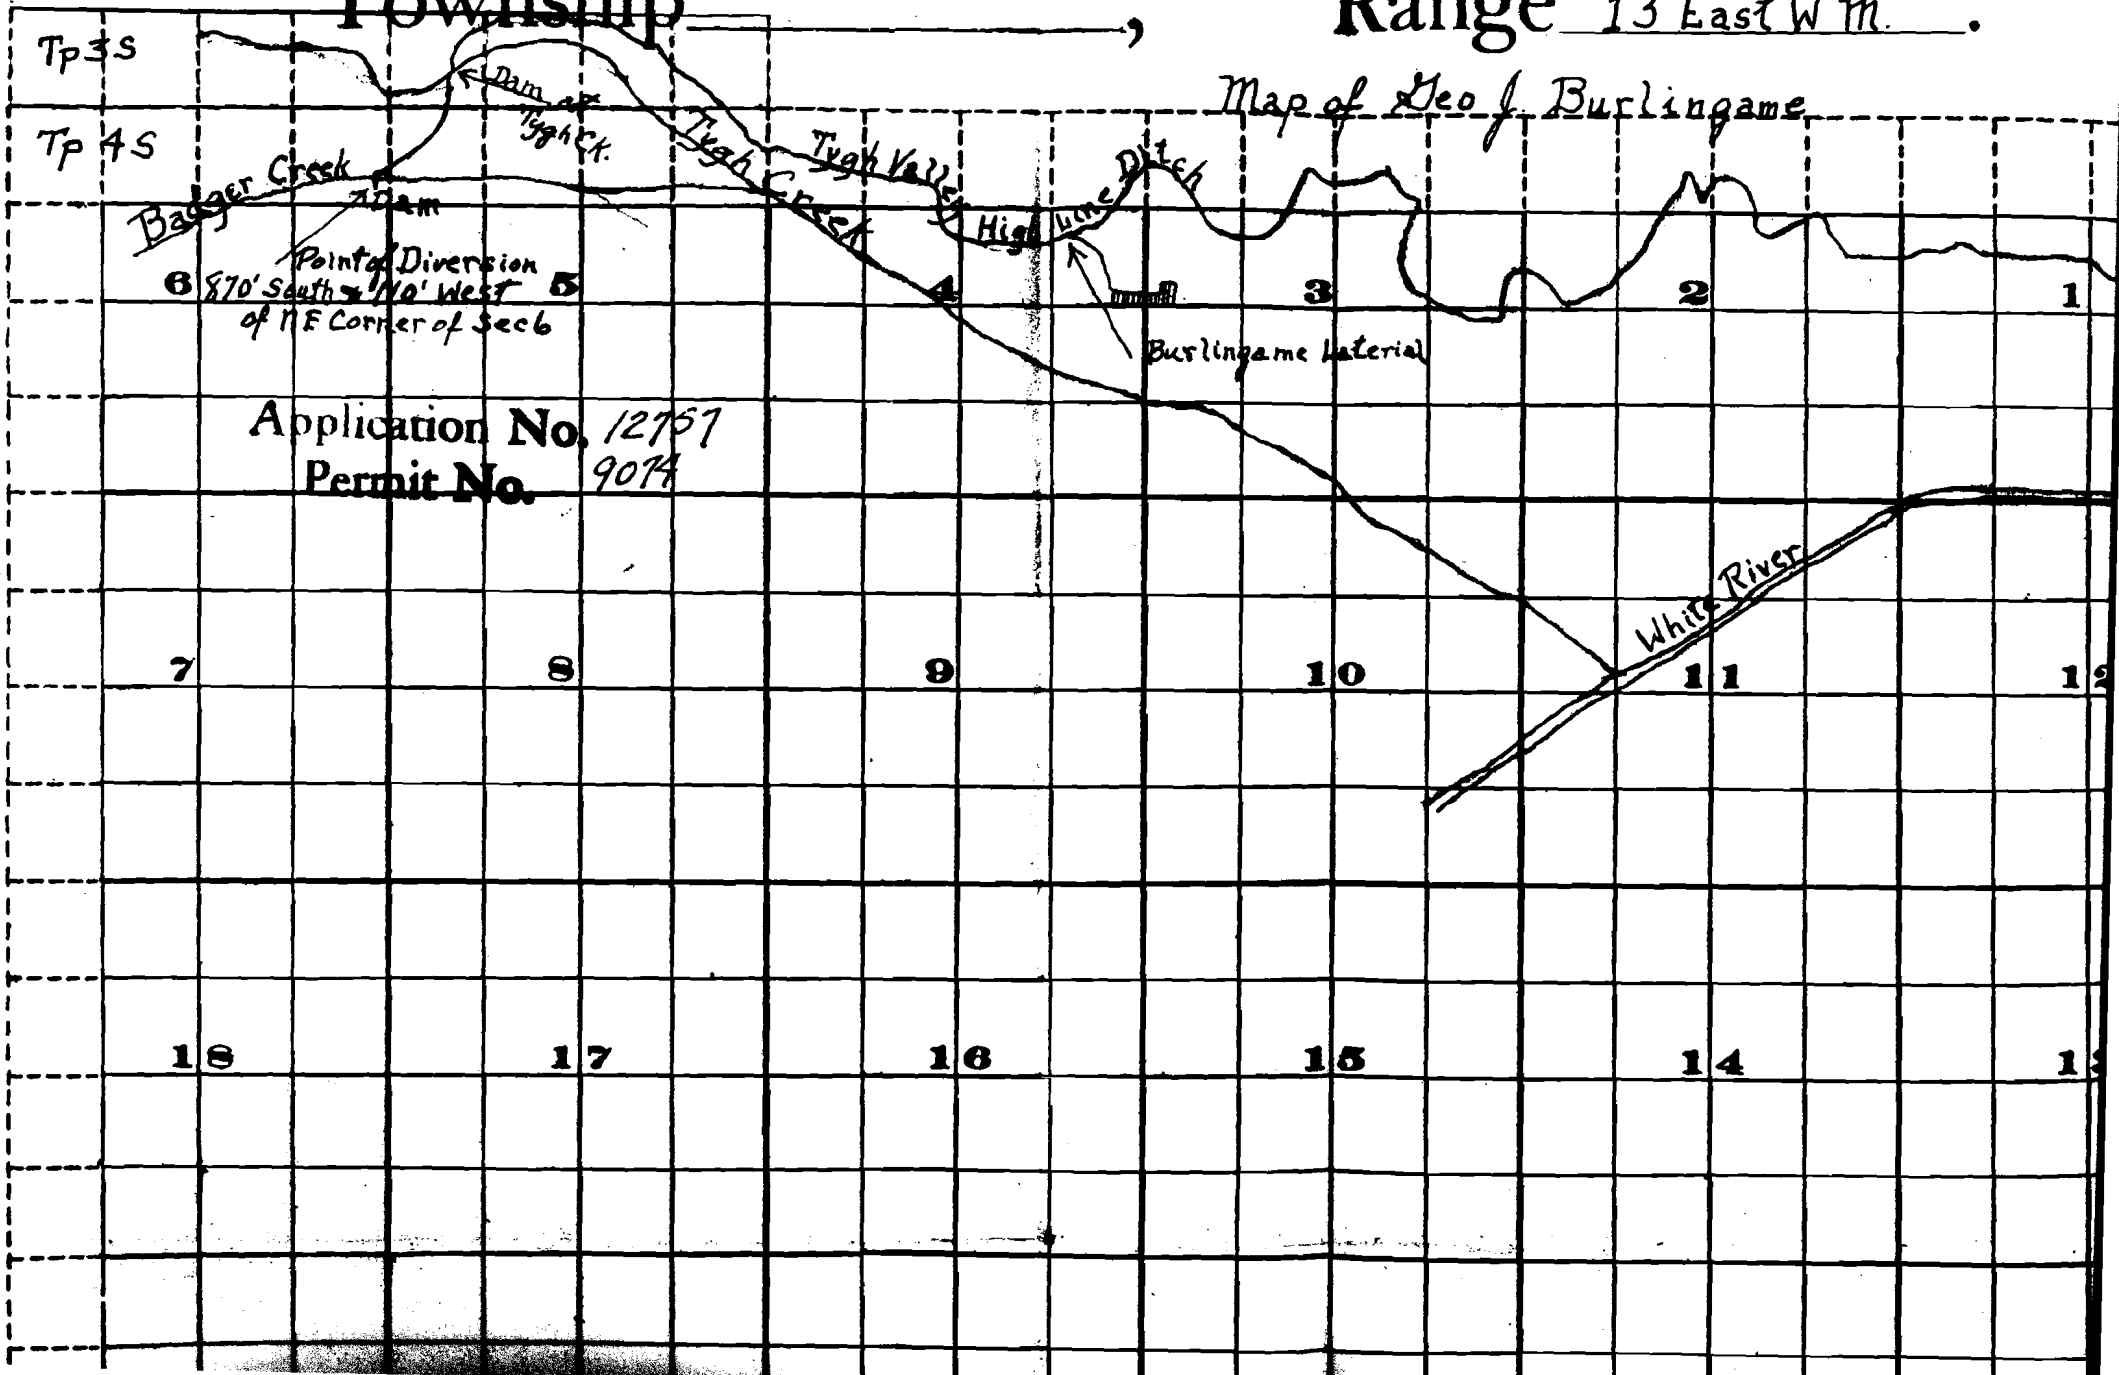 Township , Range 13 East W M.
Map of Geo J. Burlingame
Tp 3 S
Dam at
Tygh Ck.
Tp 4 S
Badger Creek
Dam
Tygh Creek
Tygh Valley High Line Ditch
Point of Diversion
870' South & 110' West
of NE Corner of Sec 6
6 5 4 3 2 1
Burlingame Laterial
Application No. 12757
Permit No. 9074
White River
7 8 9 10 11 12
18 17 16 15 14 13